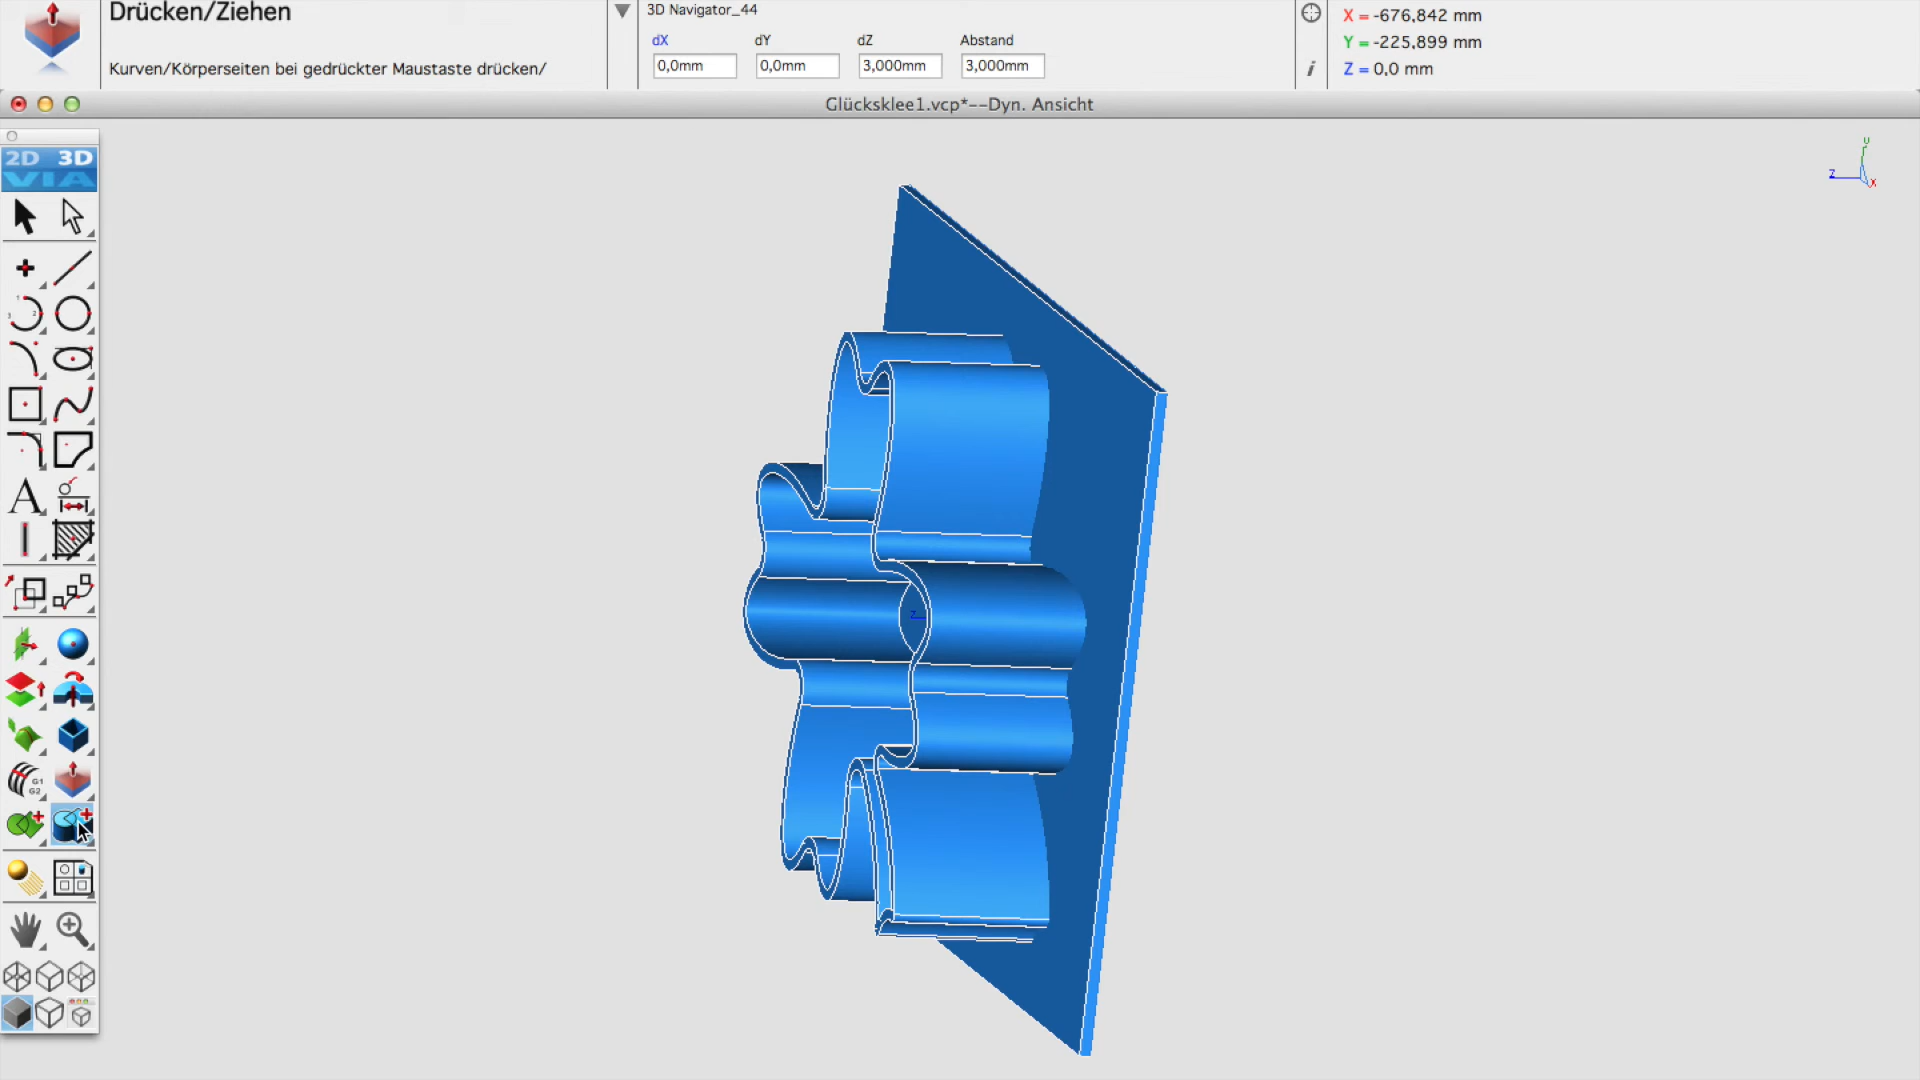 Drücken/Ziehen
Kurven/Körperseiten bei gedrückter Maustaste drücken/
3D Navigator_44
dX
dY
dZ
Abstand
0,0mm
0,0mm
3,000mm
3,000mm
i
X = -676,842 mm
Y = -225,899 mm
Z = 0,0 mm
Glücksklee1.vcp*--Dyn. Ansicht
2D 3D
VIA
A
G1
G2
Z
X
Z